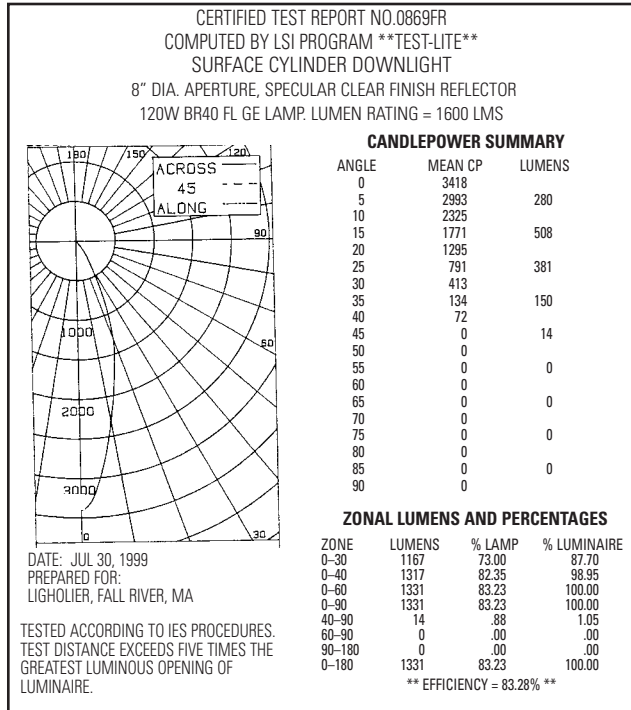 CERTIFIED TEST REPORT NO.0869FR
COMPUTED BY LSI PROGRAM **TEST-LITE**
SURFACE CYLINDER DOWNLIGHT
8" DIA. APERTURE, SPECULAR CLEAR FINISH REFLECTOR
120W BR40 FL GE LAMP. LUMEN RATING = 1600 LMS
180 150 120
ACROSS
45
ALONG
90
60
1000
2000
3000
0 30
DATE: JUL 30, 1999
PREPARED FOR:
LIGHOLIER, FALL RIVER, MA
TESTED ACCORDING TO IES PROCEDURES.
TEST DISTANCE EXCEEDS FIVE TIMES THE
GREATEST LUMINOUS OPENING OF
LUMINAIRE.
CANDLEPOWER SUMMARY
ANGLE MEAN CP LUMENS
0 3418
5 2993 280
10 2325
15 1771 508
20 1295
25 791 381
30 413
35 134 150
40 72
45 0 14
50 0
55 0 0
60 0
65 0 0
70 0
75 0 0
80 0
85 0 0
90 0
ZONAL LUMENS AND PERCENTAGES
ZONE LUMENS % LAMP % LUMINAIRE
0–30 1167 73.00 87.70
0–40 1317 82.35 98.95
0–60 1331 83.23 100.00
0–90 1331 83.23 100.00
40–90 14 .88 1.05
60–90 0 .00 .00
90–180 0 .00 .00
0–180 1331 83.23 100.00
** EFFICIENCY = 83.28% **